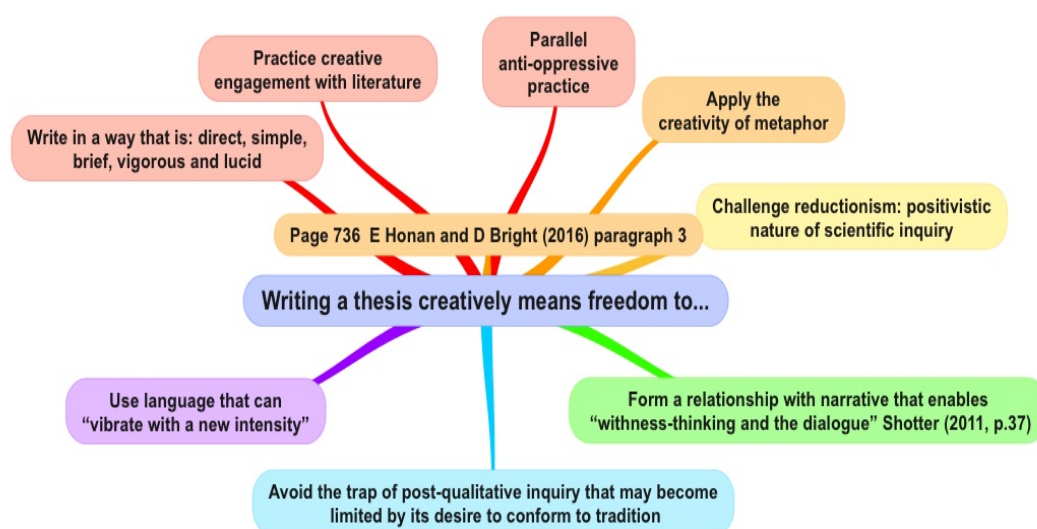 Parallel
anti-oppressive
practice
Practice creative
engagement with literature
Apply the
creativity of metaphor
Write in a way that is: direct, simple,
brief, vigorous and lucid
Challenge reductionism: positivistic
nature of scientific inquiry
Page 736  E Honan and D Bright (2016) paragraph 3
Writing a thesis creatively means freedom to...
Use language that can
“vibrate with a new intensity”
Form a relationship with narrative that enables
“withness-thinking and the dialogue” Shotter (2011, p.37)
Avoid the trap of post-qualitative inquiry that may become
limited by its desire to conform to tradition